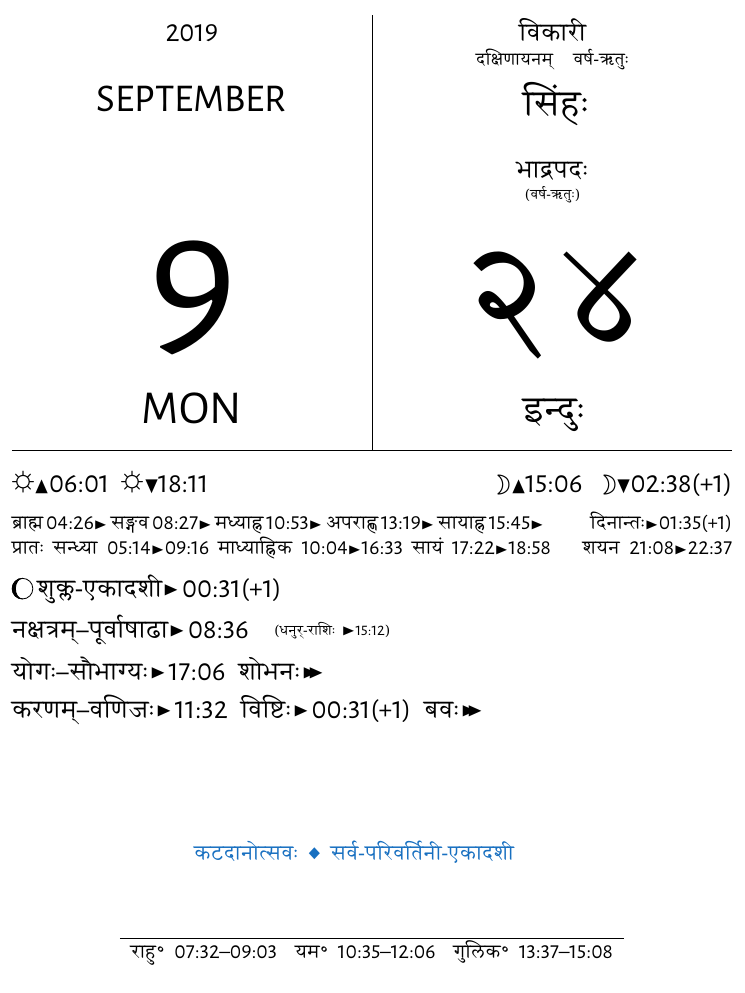 2019
SEPTEMBER
9
MON
विकारी
दक्षिणायनम् वर्ष-ऋतुः
सिंहः
भाद्रपदः
(वर्ष-ऋतुः)
२४
इन्दुः
☼▲06:01 ☼▼18:11 ☽▲15:06 ☽▼02:38(+1)
ब्राह्म 04:26► सङ्गव 08:27► मध्याह्न 10:53► अपराह्ण 13:19► सायाह्न 15:45► दिनान्तः►01:35(+1)
प्रातः सन्ध्या 05:14►09:16 माध्याह्निक 10:04►16:33 सायं 17:22►18:58 शयन 21:08►22:37
शुक्ल-एकादशी► 00:31(+1)
नक्षत्रम्–पूर्वाषाढा► 08:36 (धनुर्-राशिः ►15:12)
योगः–सौभाग्यः►17:06 शोभनः►►
करणम्–वणिजः►11:32 विष्टिः►00:31(+1) बवः►►
कटदानोत्सवः ◆ सर्व-परिवर्तिनी-एकादशी
राहु॰ 07:32–09:03 यम॰ 10:35–12:06 गुलिक॰ 13:37–15:08